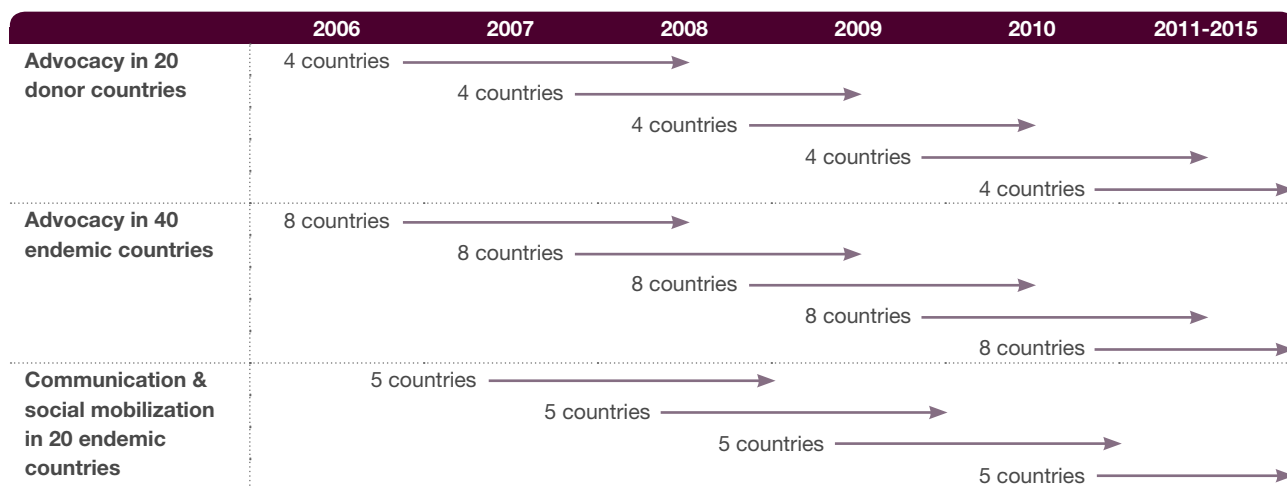 2006 2007 2008 2009 2010 2011-2015
Advocacy in 20
donor countries
4 countries
4 countries
4 countries
4 countries
4 countries
Advocacy in 40
endemic countries
8 countries
8 countries
8 countries
8 countries
8 countries
Communication &
social mobilization
in 20 endemic
countries
5 countries
5 countries
5 countries
5 countries